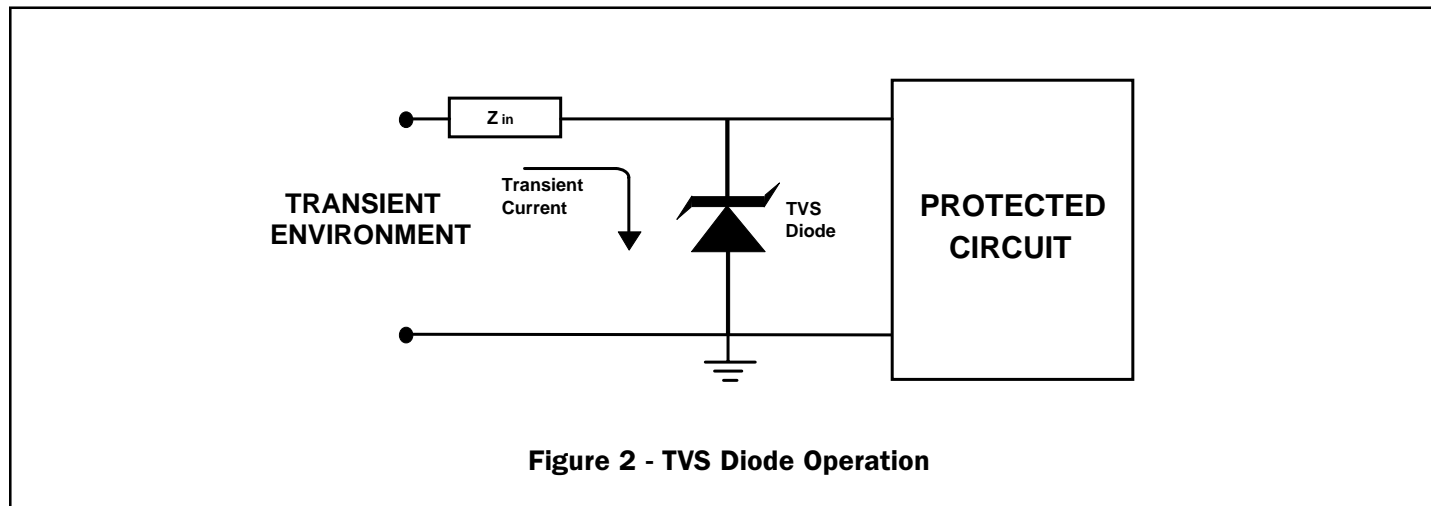 Z in
TRANSIENT
ENVIRONMENT
Transient
Current
TVS
Diode
PROTECTED
CIRCUIT
Figure 2 - TVS Diode Operation